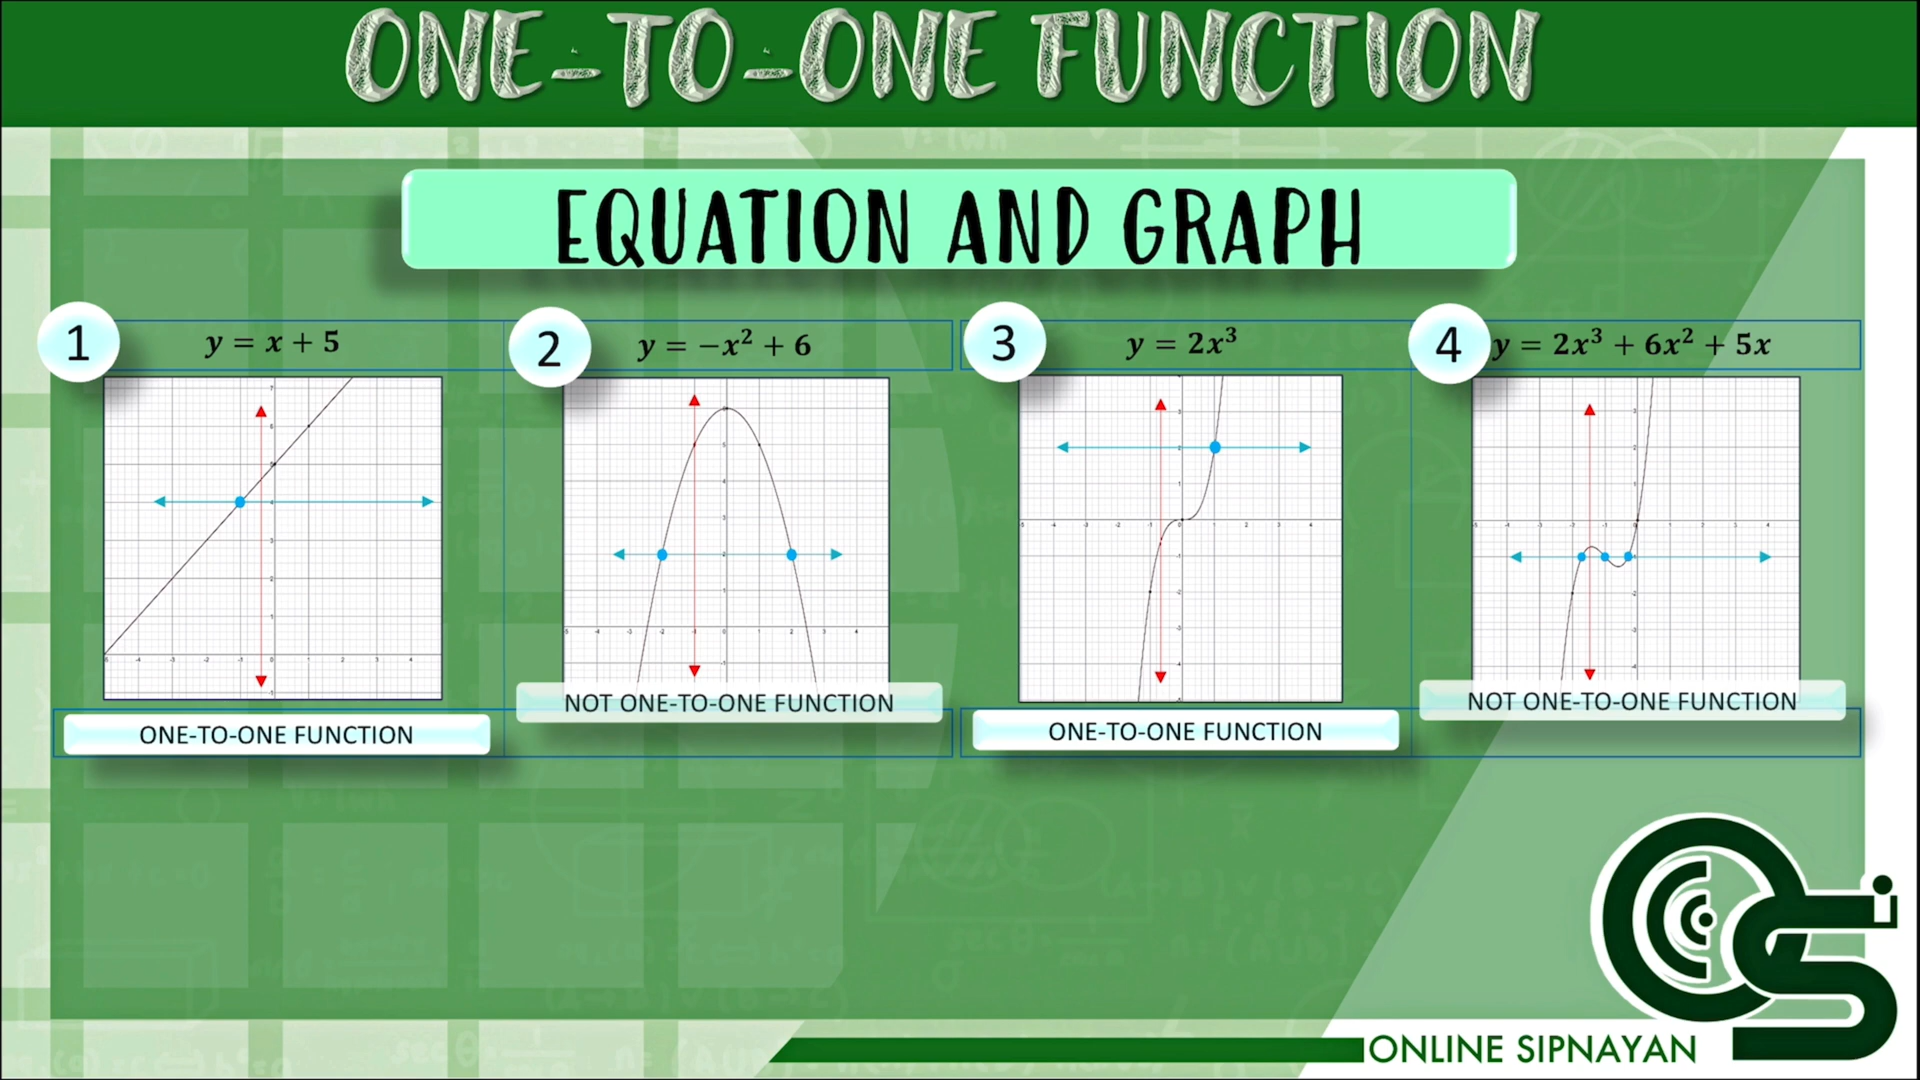 ONE-TO-ONE FUNCTION
EQUATION AND GRAPH
1
y = x + 5
2
y = −x² + 6
3
y = 2x³
4
y = 2x³ + 6x² + 5x
ONE-TO-ONE FUNCTION
NOT ONE-TO-ONE FUNCTION
ONE-TO-ONE FUNCTION
NOT ONE-TO-ONE FUNCTION
ONLINE SIPNAYAN